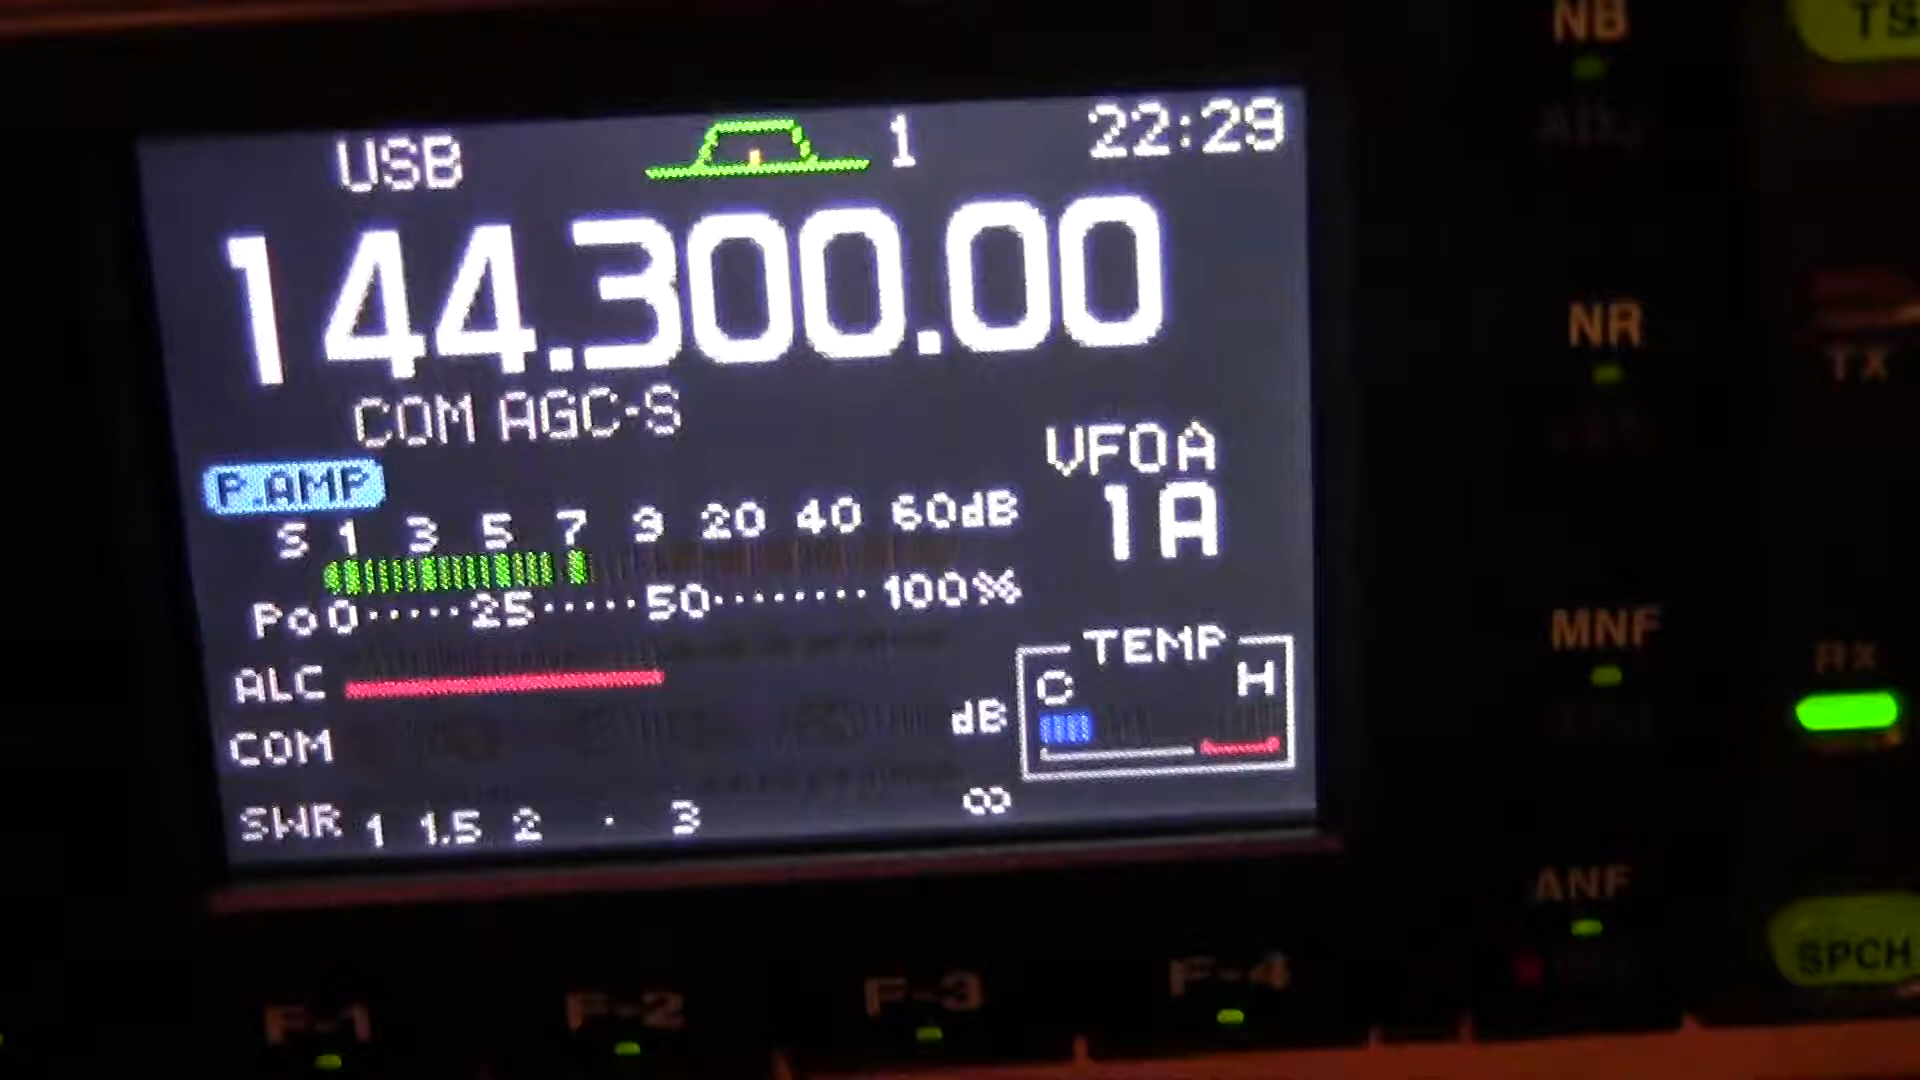 USB 1 22:29
144.300.00
COM AGC-S
P.AMP
VFOA
1A
S 1 3 5 7 9 20 40 60dB
Po 0 25 50 100%
ALC
COM dB
SWR 1 1.5 2 · 3 ∞
TEMP
C H
F-1 F-2 F-3 F-4
NB
NR
MNF
ANF
TS
TX
RX
SPCH